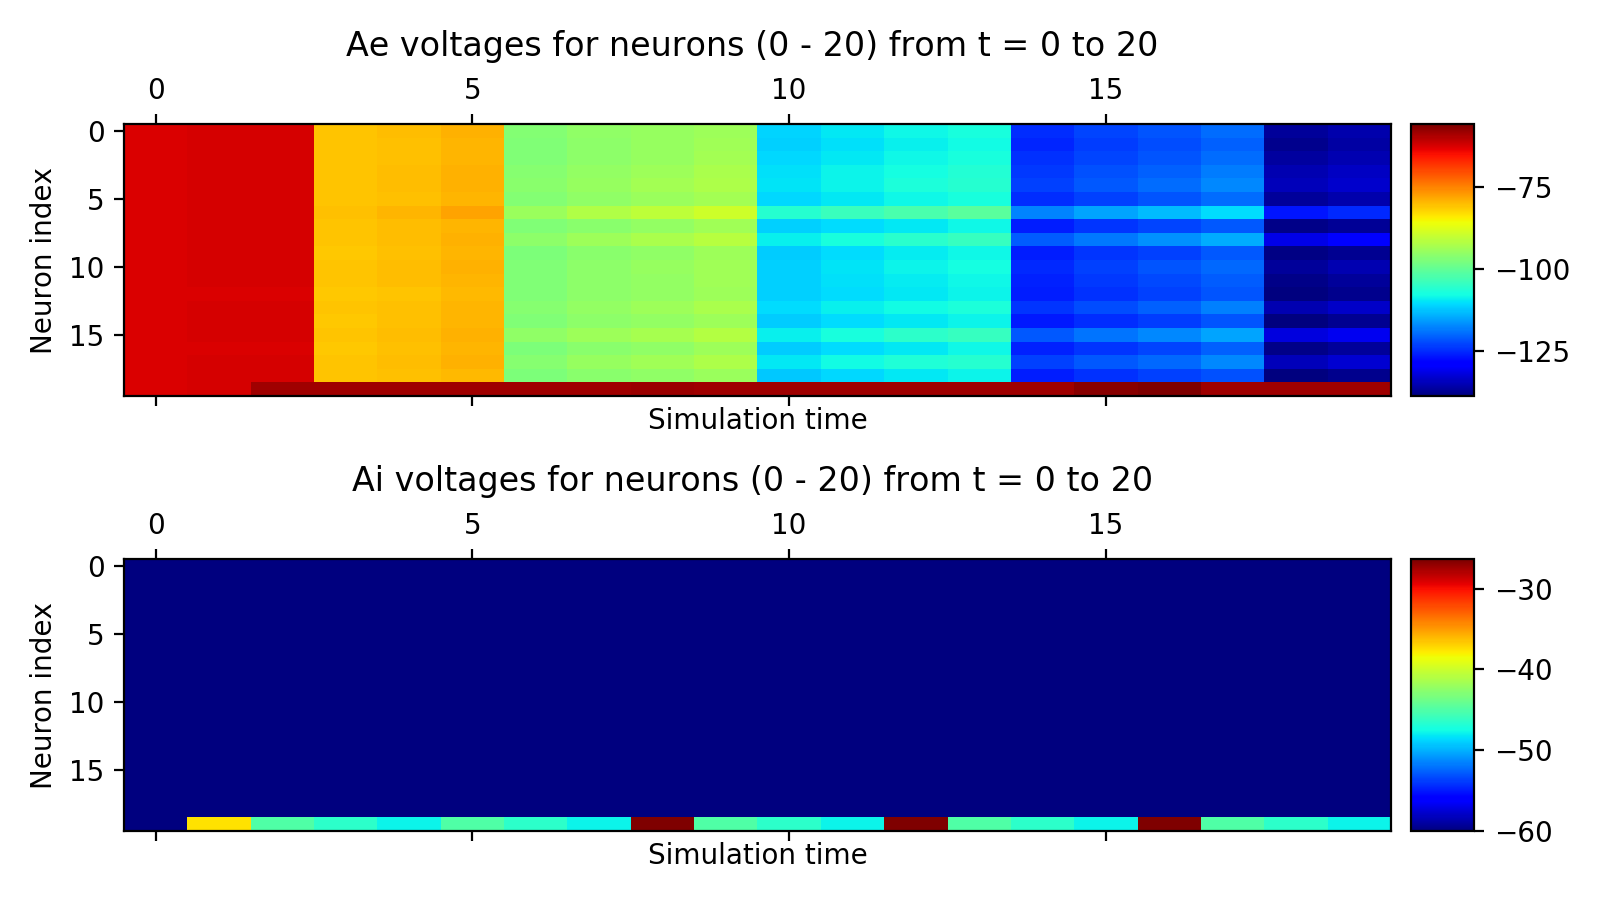 Ae voltages for neurons (0 - 20) from t = 0 to 20
0 5 10 15
Neuron index
0
5
10
15
−75
−100
−125
Simulation time
Ai voltages for neurons (0 - 20) from t = 0 to 20
0 5 10 15
Neuron index
0
5
10
15
−30
−40
−50
−60
Simulation time